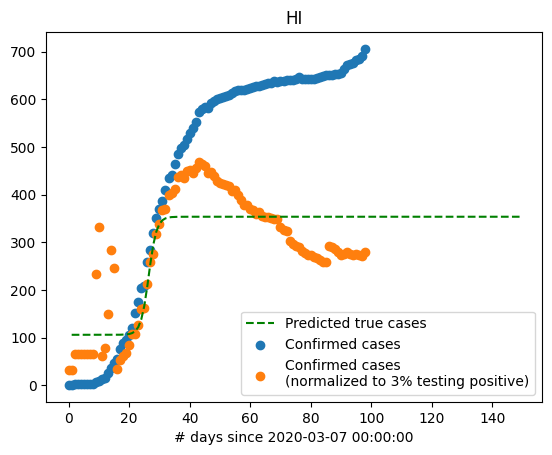 HI
700
600
500
400
300
200
100
0
Predicted true cases
Confirmed cases
Confirmed cases
(normalized to 3% testing positive)
0 20 40 60 80 100 120 140
# days since 2020-03-07 00:00:00